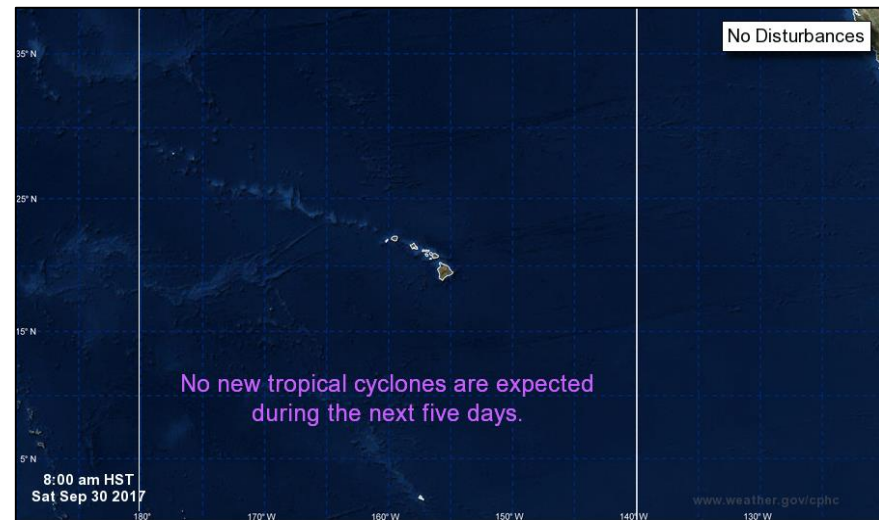 No Disturbances
35° N
25° N
15° N
No new tropical cyclones are expected
during the next five days.
5° N
8:00 am HST
Sat Sep 30 2017
www.weather.gov/cphc
180°
170° W
160° W
150° W
140° W
130° W